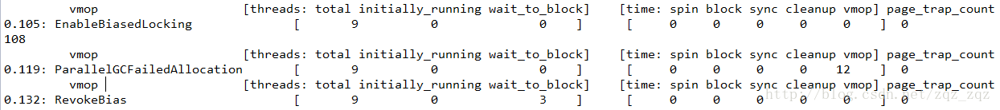 vmop [threads: total initially_running wait_to_block] [time: spin block sync cleanup vmop] page_trap_count
0.105: EnableBiasedLocking [ 9 0 0 ] [ 0 0 0 0 0 ] 0
108
vmop [threads: total initially_running wait_to_block] [time: spin block sync cleanup vmop] page_trap_count
0.119: ParallelGCFailedAllocation [ 9 0 0 ] [ 0 0 0 0 12 ] 0
vmop [threads: total initially_running wait_to_block] [time: spin block sync cleanup vmop] page_trap_count
0.132: RevokeBias [ 9 0 3 ] [ 0 0 0 0 0 ] 0
http://blog.csdn.net/zqz_zqz